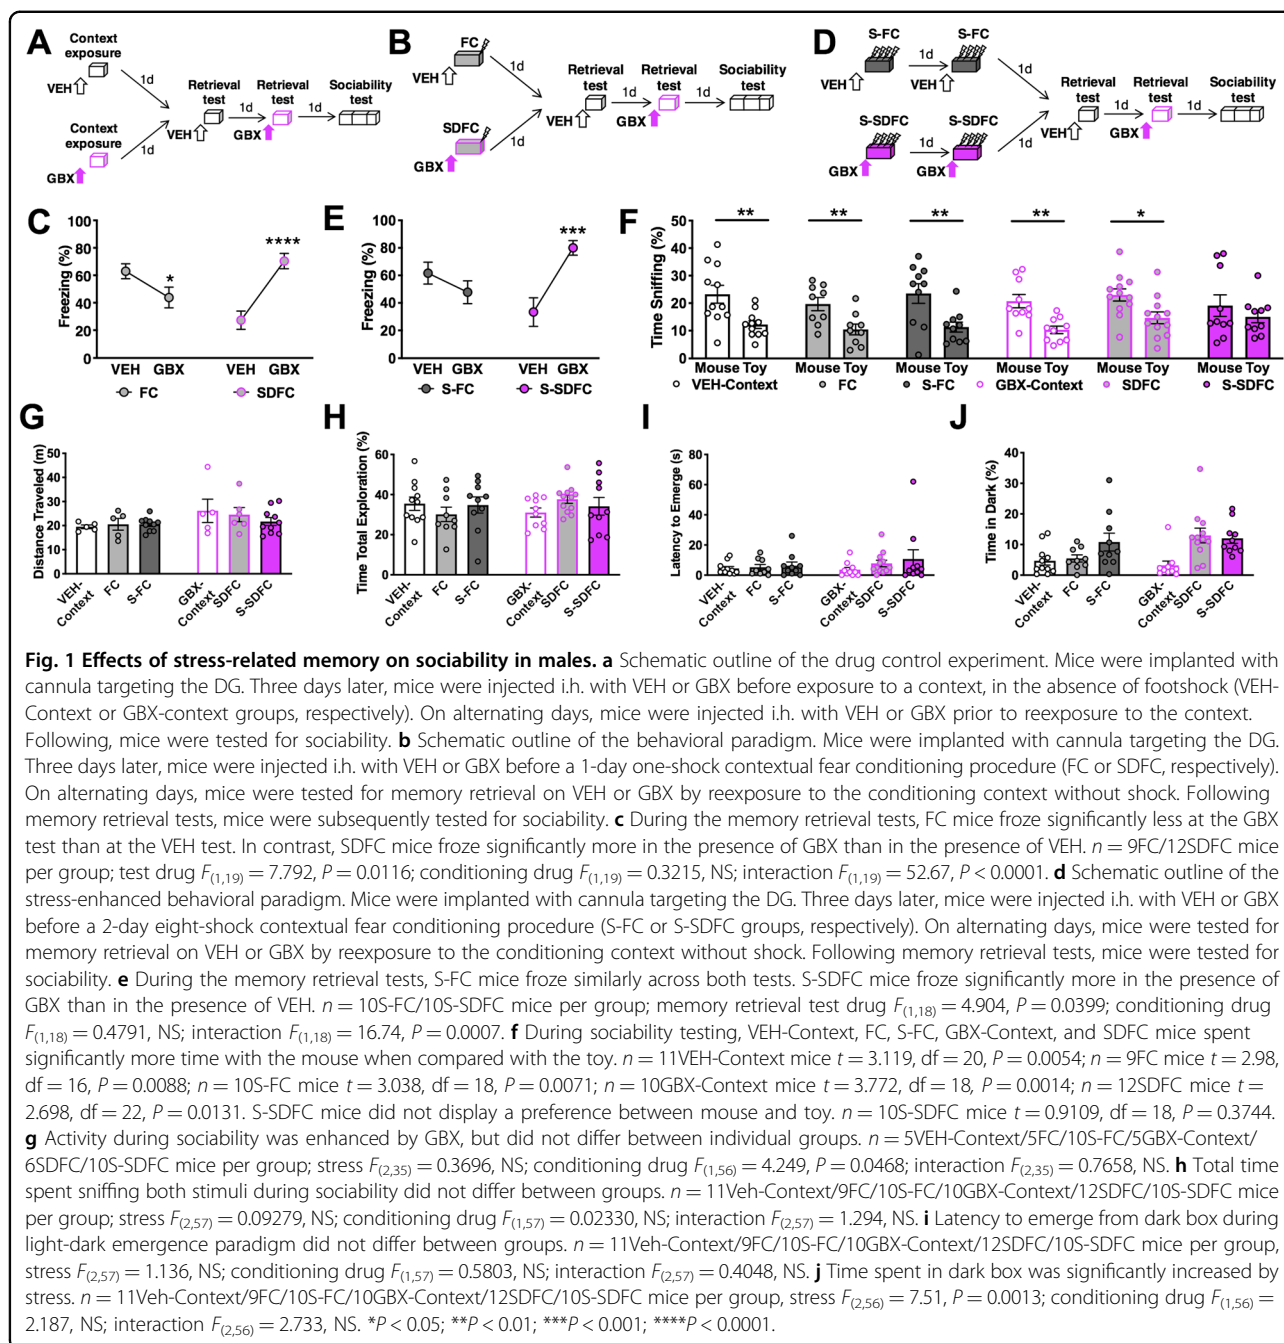 A
Context
exposure
VEH
1d
Context
exposure
GBX
1d
Retrieval
test
VEH
1d
Retrieval
test
GBX
1d
Sociability
test
B
FC
VEH
1d
SDFC
GBX
1d
Retrieval
test
VEH
1d
Retrieval
test
GBX
1d
Sociability
test
D
S-FC
S-FC
VEH
1d
VEH
1d
S-SDFC
S-SDFC
GBX
1d
GBX
1d
Retrieval
test
VEH
1d
Retrieval
test
GBX
1d
Sociability
test
C
Freezing (%)
100
80
60
40
20
0
*
****
VEH GBX VEH GBX
FC SDFC
E
Freezing (%)
100
80
60
40
20
0
***
VEH GBX VEH GBX
S-FC S-SDFC
F
Time Sniffing (%)
50
40
30
20
10
0
** ** ** ** *
Mouse Toy Mouse Toy Mouse Toy Mouse Toy Mouse Toy Mouse Toy
VEH-Context FC S-FC GBX-Context SDFC S-SDFC
G
Distance Traveled (m)
50
40
30
20
10
0
VEH-
Context
FC
S-FC
GBX-
Context
SDFC
S-SDFC
H
Time Total Exploration (%)
60
40
20
0
VEH-
Context
FC
S-FC
GBX-
Context
SDFC
S-SDFC
I
Latency to Emerge (s)
80
60
40
20
0
VEH-
Context
FC
S-FC
GBX-
Context
SDFC
S-SDFC
J
Time in Dark (%)
40
30
20
10
0
VEH-
Context
FC
S-FC
GBX-
Context
SDFC
S-SDFC
Fig. 1 Effects of stress-related memory on sociability in males. a Schematic outline of the drug control experiment. Mice were implanted with
cannula targeting the DG. Three days later, mice were injected i.h. with VEH or GBX before exposure to a context, in the absence of footshock (VEH-
Context or GBX-context groups, respectively). On alternating days, mice were injected i.h. with VEH or GBX prior to reexposure to the context.
Following, mice were tested for sociability. b Schematic outline of the behavioral paradigm. Mice were implanted with cannula targeting the DG.
Three days later, mice were injected i.h. with VEH or GBX before a 1-day one-shock contextual fear conditioning procedure (FC or SDFC, respectively).
On alternating days, mice were tested for memory retrieval on VEH or GBX by reexposure to the conditioning context without shock. Following
memory retrieval tests, mice were subsequently tested for sociability. c During the memory retrieval tests, FC mice froze significantly less at the GBX
test than at the VEH test. In contrast, SDFC mice froze significantly more in the presence of GBX than in the presence of VEH. n = 9FC/12SDFC mice
per group; test drug F(1,19) = 7.792, P = 0.0116; conditioning drug F(1,19) = 0.3215, NS; interaction F(1,19) = 52.67, P < 0.0001. d Schematic outline of the
stress-enhanced behavioral paradigm. Mice were implanted with cannula targeting the DG. Three days later, mice were injected i.h. with VEH or GBX
before a 2-day eight-shock contextual fear conditioning procedure (S-FC or S-SDFC groups, respectively). On alternating days, mice were tested for
memory retrieval on VEH or GBX by reexposure to the conditioning context without shock. Following memory retrieval tests, mice were tested for
sociability. e During the memory retrieval tests, S-FC mice froze similarly across both tests. S-SDFC mice froze significantly more in the presence of
GBX than in the presence of VEH. n = 10S-FC/10S-SDFC mice per group; memory retrieval test drug F(1,18) = 4.904, P = 0.0399; conditioning drug
F(1,18) = 0.4791, NS; interaction F(1,18) = 16.74, P = 0.0007. f During sociability testing, VEH-Context, FC, S-FC, GBX-Context, and SDFC mice spent
significantly more time with the mouse when compared with the toy. n = 11VEH-Context mice t = 3.119, df = 20, P = 0.0054; n = 9FC mice t = 2.98,
df = 16, P = 0.0088; n = 10S-FC mice t = 3.038, df = 18, P = 0.0071; n = 10GBX-Context mice t = 3.772, df = 18, P = 0.0014; n = 12SDFC mice t =
2.698, df = 22, P = 0.0131. S-SDFC mice did not display a preference between mouse and toy. n = 10S-SDFC mice t = 0.9109, df = 18, P = 0.3744.
g Activity during sociability was enhanced by GBX, but did not differ between individual groups. n = 5VEH-Context/5FC/10S-FC/5GBX-Context/
6SDFC/10S-SDFC mice per group; stress F(2,35) = 0.3696, NS; conditioning drug F(1,56) = 4.249, P = 0.0468; interaction F(2,35) = 0.7658, NS. h Total time
spent sniffing both stimuli during sociability did not differ between groups. n = 11Veh-Context/9FC/10S-FC/10GBX-Context/12SDFC/10S-SDFC mice
per group; stress F(2,57) = 0.09279, NS; conditioning drug F(1,57) = 0.02330, NS; interaction F(2,57) = 1.294, NS. i Latency to emerge from dark box during
light-dark emergence paradigm did not differ between groups. n = 11Veh-Context/9FC/10S-FC/10GBX-Context/12SDFC/10S-SDFC mice per group,
stress F(2,57) = 1.136, NS; conditioning drug F(1,57) = 0.5803, NS; interaction F(2,57) = 0.4048, NS. j Time spent in dark box was significantly increased by
stress. n = 11Veh-Context/9FC/10S-FC/10GBX-Context/12SDFC/10S-SDFC mice per group, stress F(2,56) = 7.51, P = 0.0013; conditioning drug F(1,56) =
2.187, NS; interaction F(2,56) = 2.733, NS. *P < 0.05; **P < 0.01; ***P < 0.001; ****P < 0.0001.